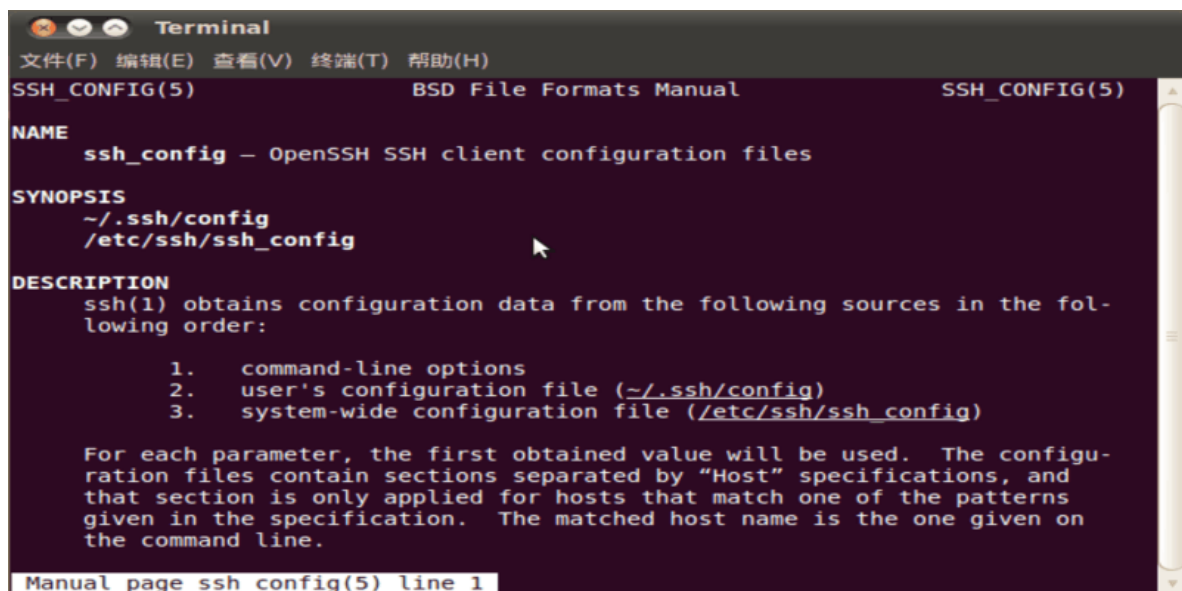 Terminal
文件(F) 编辑(E) 查看(V) 终端(T) 帮助(H)
SSH_CONFIG(5) BSD File Formats Manual SSH_CONFIG(5)
NAME
ssh_config — OpenSSH SSH client configuration files
SYNOPSIS
~/.ssh/config
/etc/ssh/ssh_config
DESCRIPTION
ssh(1) obtains configuration data from the following sources in the fol-
lowing order:
1. command-line options
2. user's configuration file (~/.ssh/config)
3. system-wide configuration file (/etc/ssh/ssh_config)
For each parameter, the first obtained value will be used. The configu-
ration files contain sections separated by “Host” specifications, and
that section is only applied for hosts that match one of the patterns
given in the specification. The matched host name is the one given on
the command line.
Manual page ssh_config(5) line 1